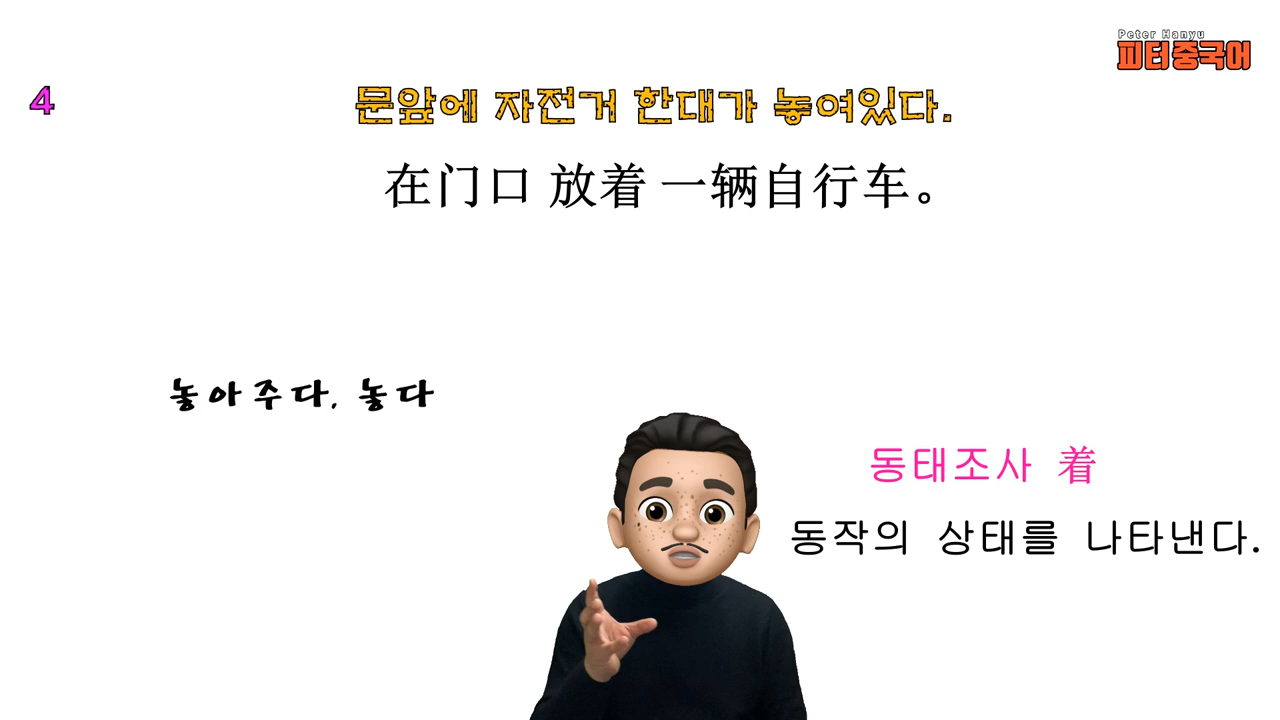 Peter Hanyu
피터중국어
4
문앞에 자전거 한대가 놓여있다.
在门口 放着 一辆自行车。
놓아주다, 놓다
동태조사 着
동작의 상태를 나타낸다.